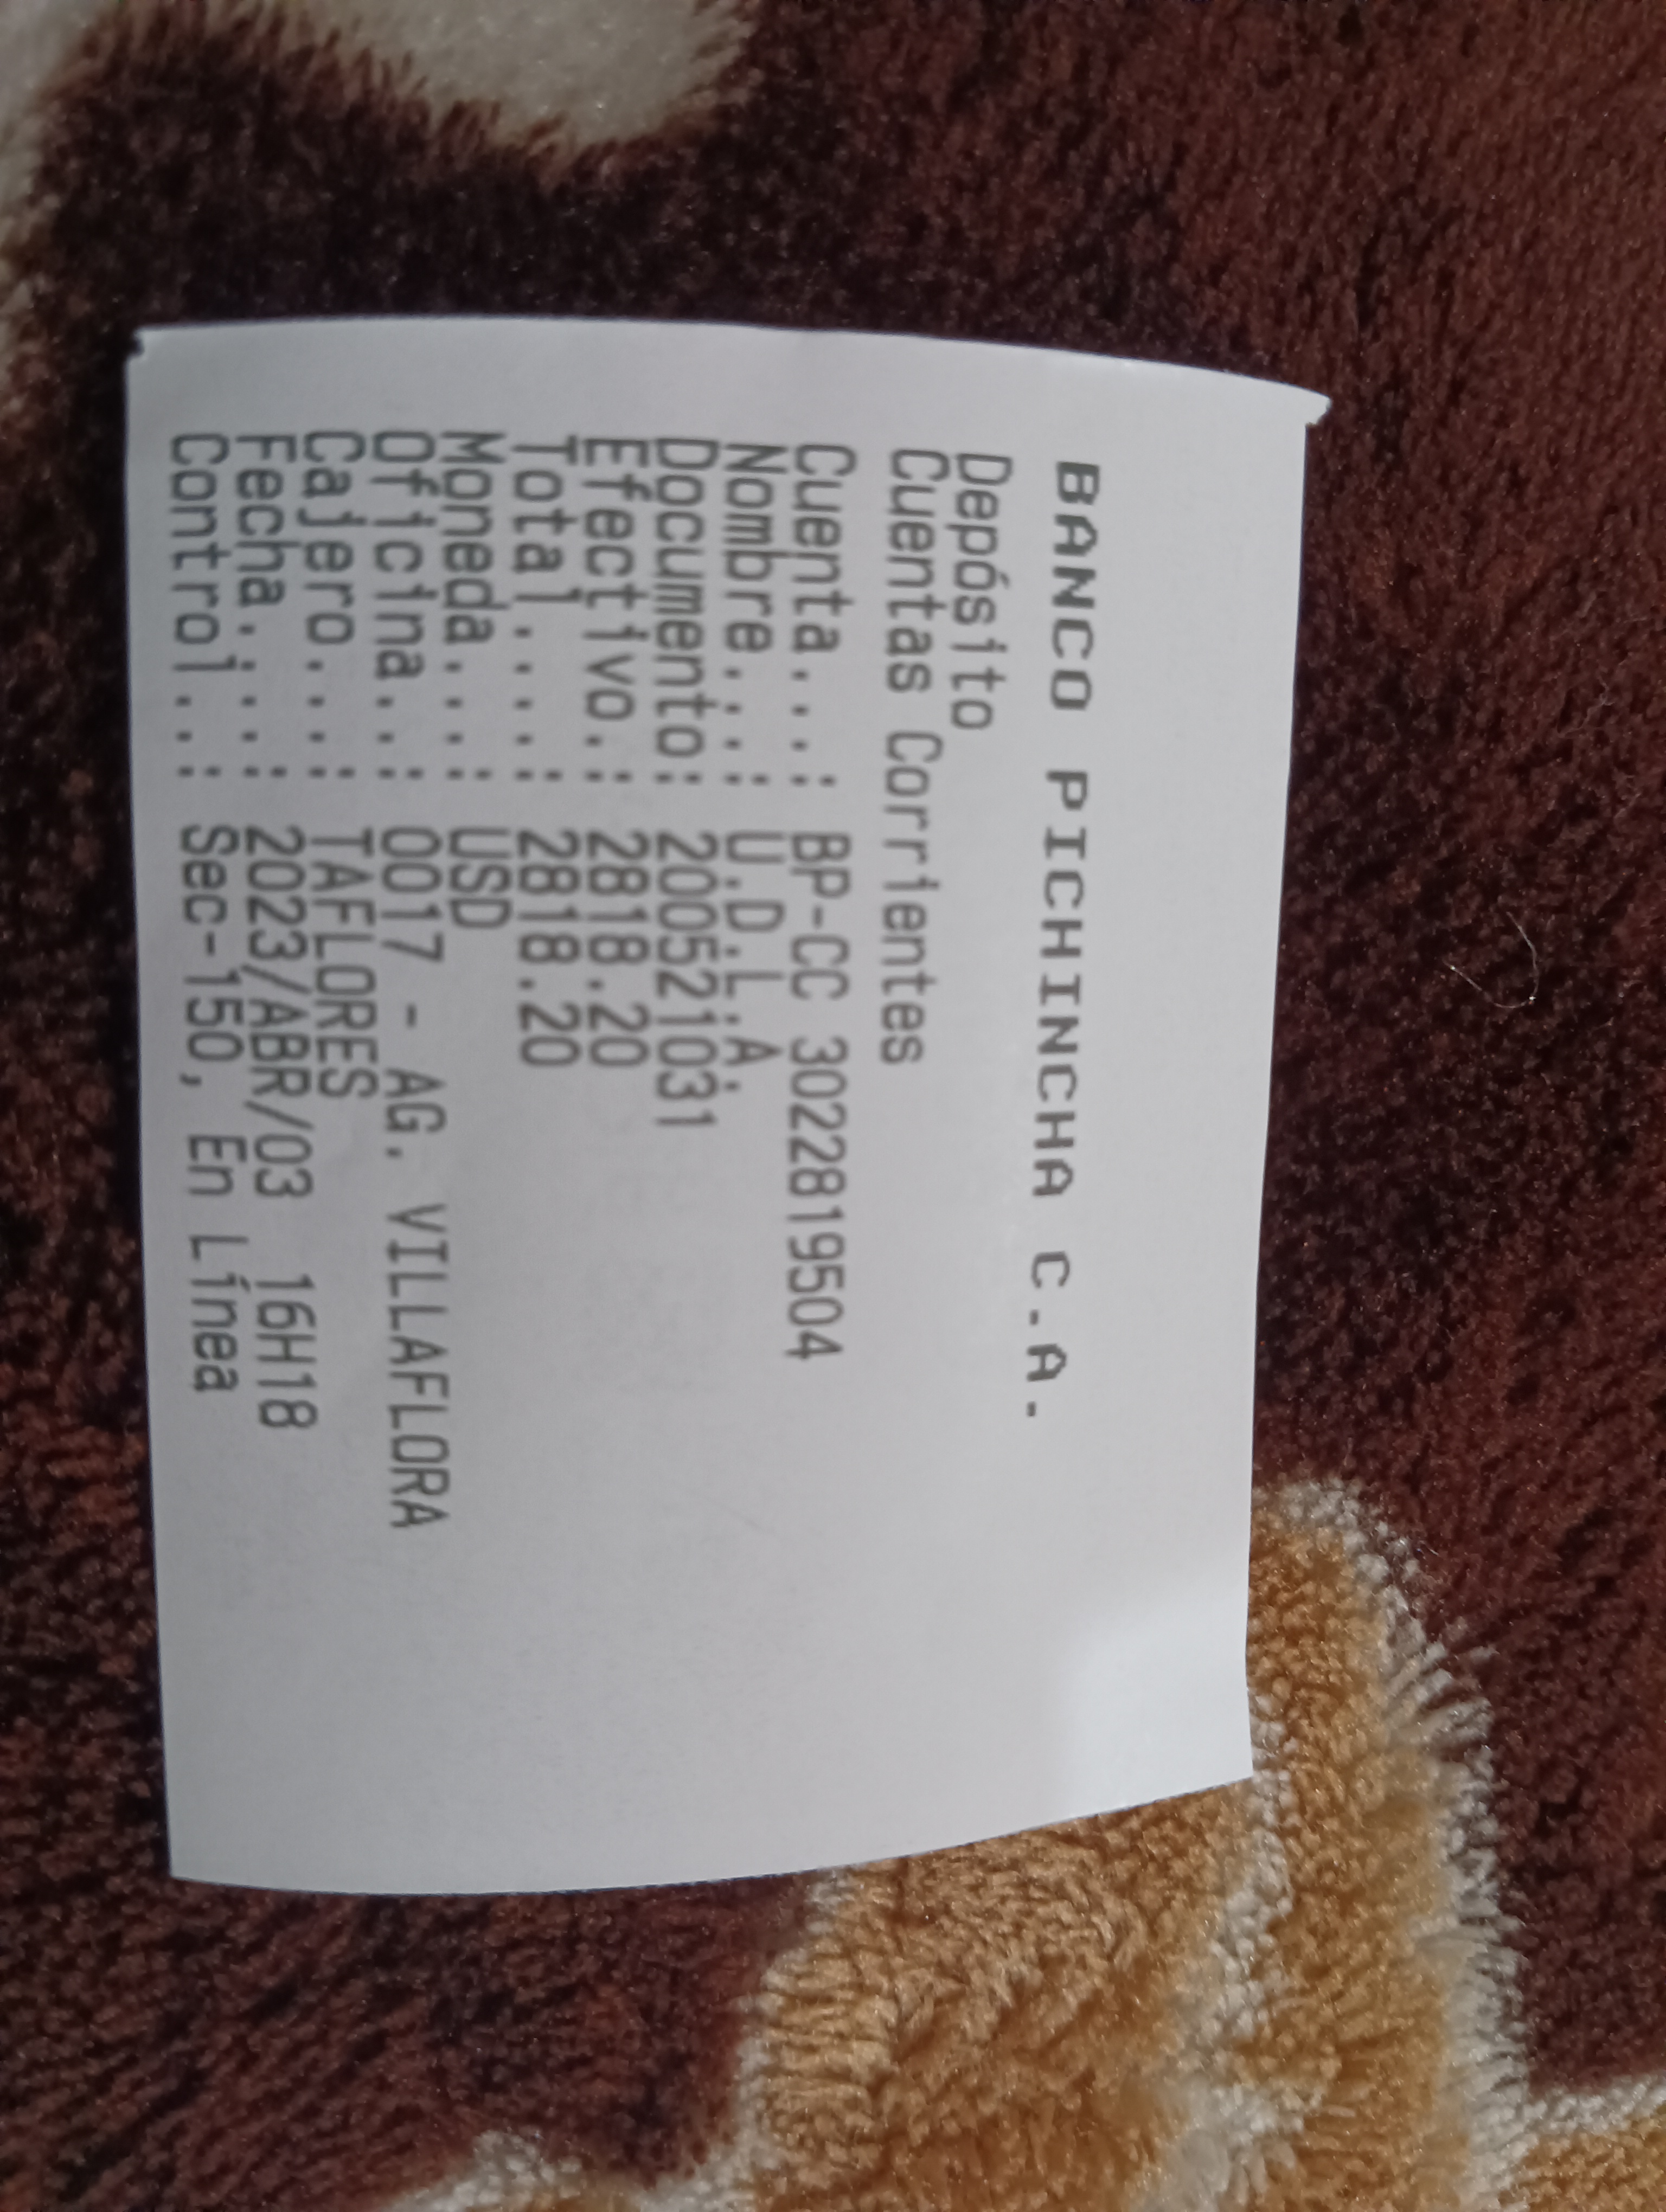 BANCO PICHINCHA C.A.
Depósito
Cuentas Corrientes
Cuenta...: BP-CC 3022819504
Nombre...: U.D.L.A.
Documento: 200521031
Efectivo.: 2818.20
Total....: 2818.20
Moneda...: USD
Oficina..: 0017 - AG. VILLAFLORA
Cajero...: TAFLORES
Fecha....: 2023/ABR/03 16H18
Control..: Sec-150, En Línea